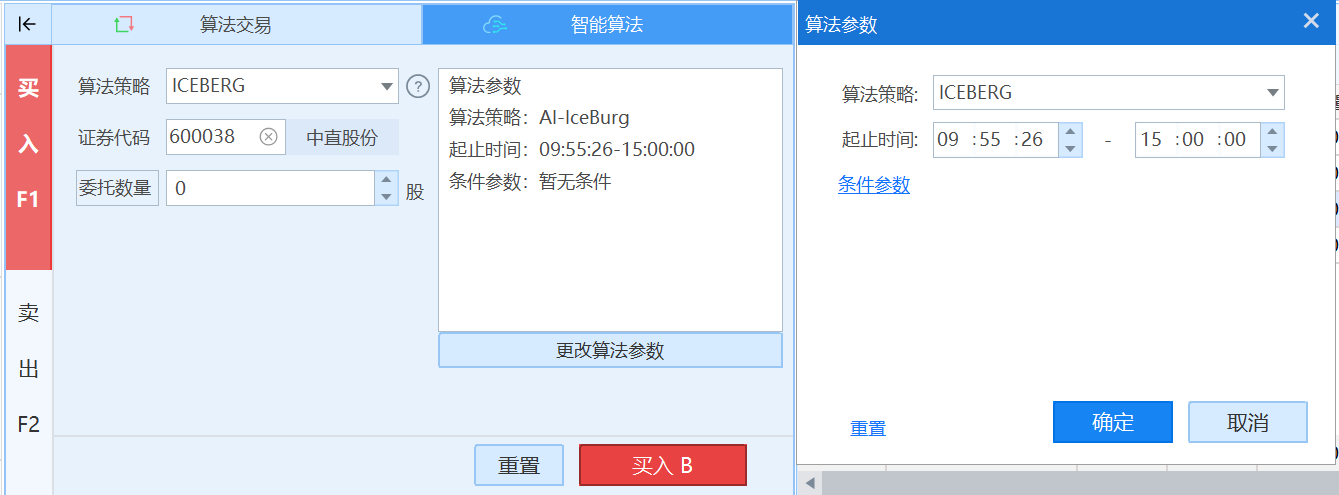 算法交易
智能算法
买
入
F1
卖
出
F2
算法策略 ICEBERG ?
证券代码 600038 中直股份
委托数量 0 股
算法参数
算法策略：AI-IceBurg
起止时间：09:55:26-15:00:00
条件参数：暂无条件
更改算法参数
重置
买入 B
算法参数
算法策略: ICEBERG
起止时间: 09 :55 :26 - 15 :00 :00
条件参数
重置
确定
取消